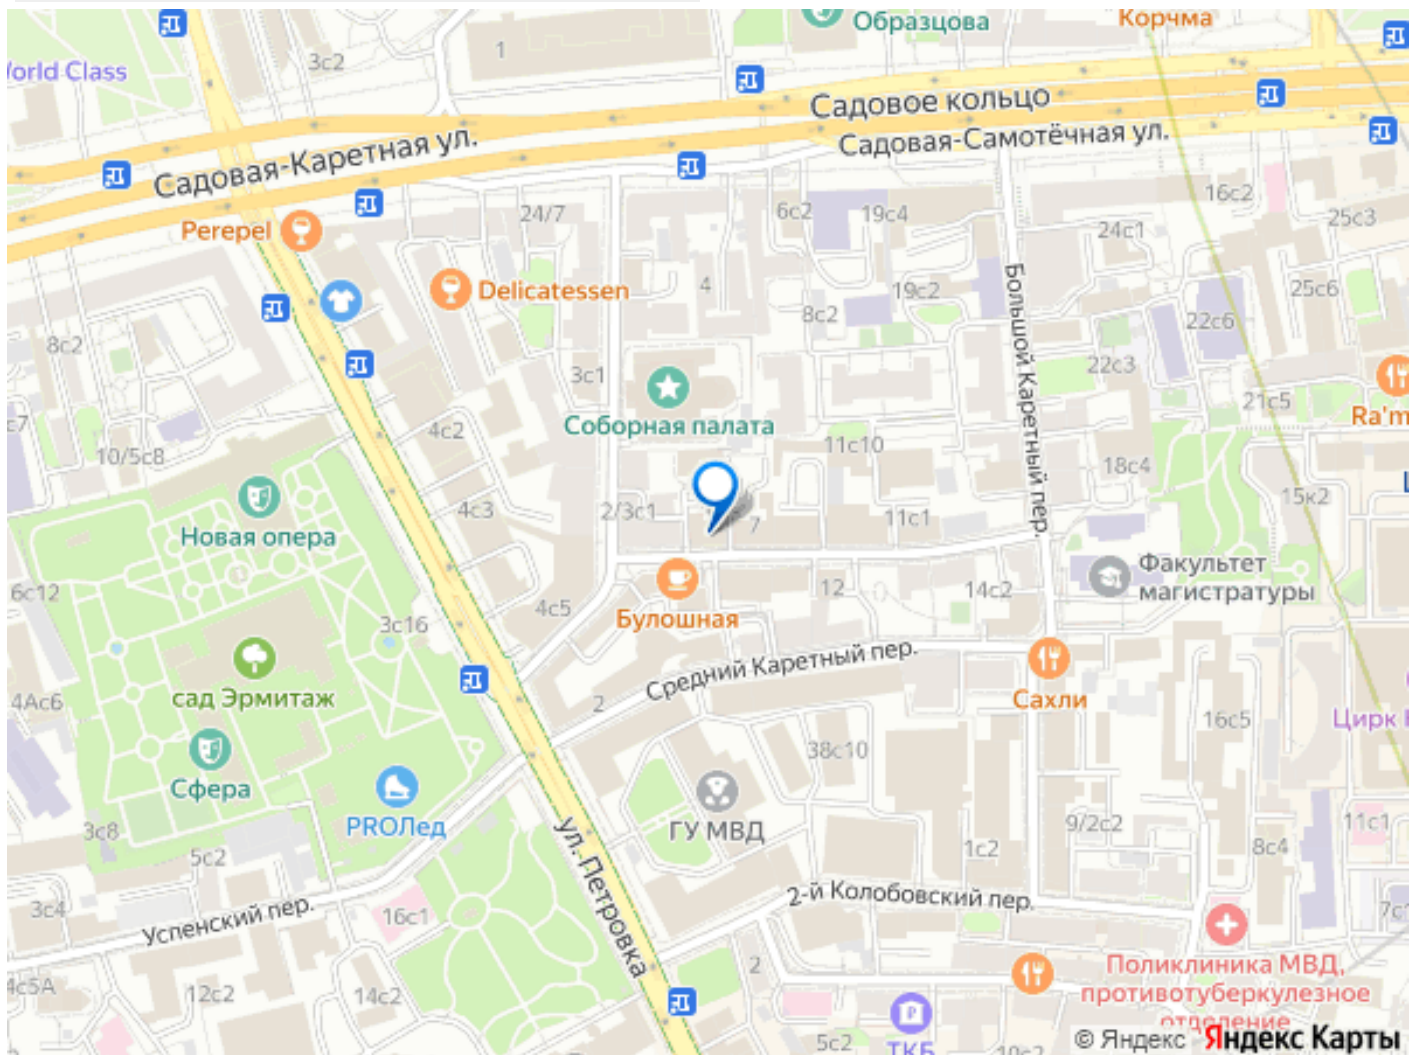 Образцова
Корчма
1
3с2
World Class
Садовое кольцо
Садовая-Самотёчная ул.
Садовая-Каретная ул.
16с2
24/7
6с2
19с4
25с3
Perepel
24с1
Delicatessen
4
19с2
25с6
8с2
22с6
8с2
Большой Каретный пер.
3с1
22с3
21с5
Ra'm
Соборная палата
4с2
11с10
10/5с8
18с4
15к2
4с3
2/3с1
7
11с1
Новая опера
Факультет
магистратуры
6с12
12
14с2
4с5
Булошная
3с16
Средний Каретный пер.
сад Эрмитаж
4Ас6
2
Сахли
16с5
Цирк
38с10
Сфера
PROЛед
ГУ МВД
ул. Петровка
3с8
5с2
1с2
9/2с2
11с1
8с4
2-й Колобовский пер.
3с4
Успенский пер.
16с1
2
Поликлиника МВД,
противотуберкулезное
отделение
4с5А
12с2
14с2
5с2
ТКБ
10с2
© Яндекс Яндекс Карты